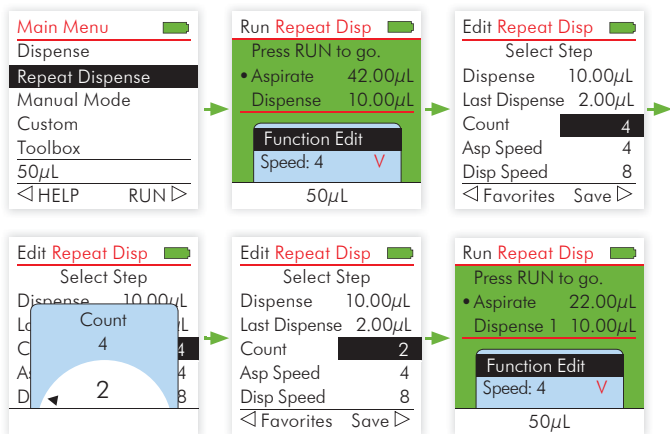 Main Menu
Dispense
Repeat Dispense
Manual Mode
Custom
Toolbox
50µL
◁ HELP RUN ▷
Run Repeat Disp
Press RUN to go.
• Aspirate 42.00µL
Dispense 10.00µL
Function Edit
Speed: 4 V
50µL
Edit Repeat Disp
Select Step
Dispense 10.00µL
Last Dispense 2.00µL
Count 4
Asp Speed 4
Disp Speed 8
◁ Favorites Save ▷
Edit Repeat Disp
Select Step
Dispense 10.00µL
Count
4
4
4
2
8
Edit Repeat Disp
Select Step
Dispense 10.00µL
Last Dispense 2.00µL
Count 2
Asp Speed 4
Disp Speed 8
◁ Favorites Save ▷
Run Repeat Disp
Press RUN to go.
• Aspirate 22.00µL
Dispense 1 10.00µL
Function Edit
Speed: 4 V
50µL